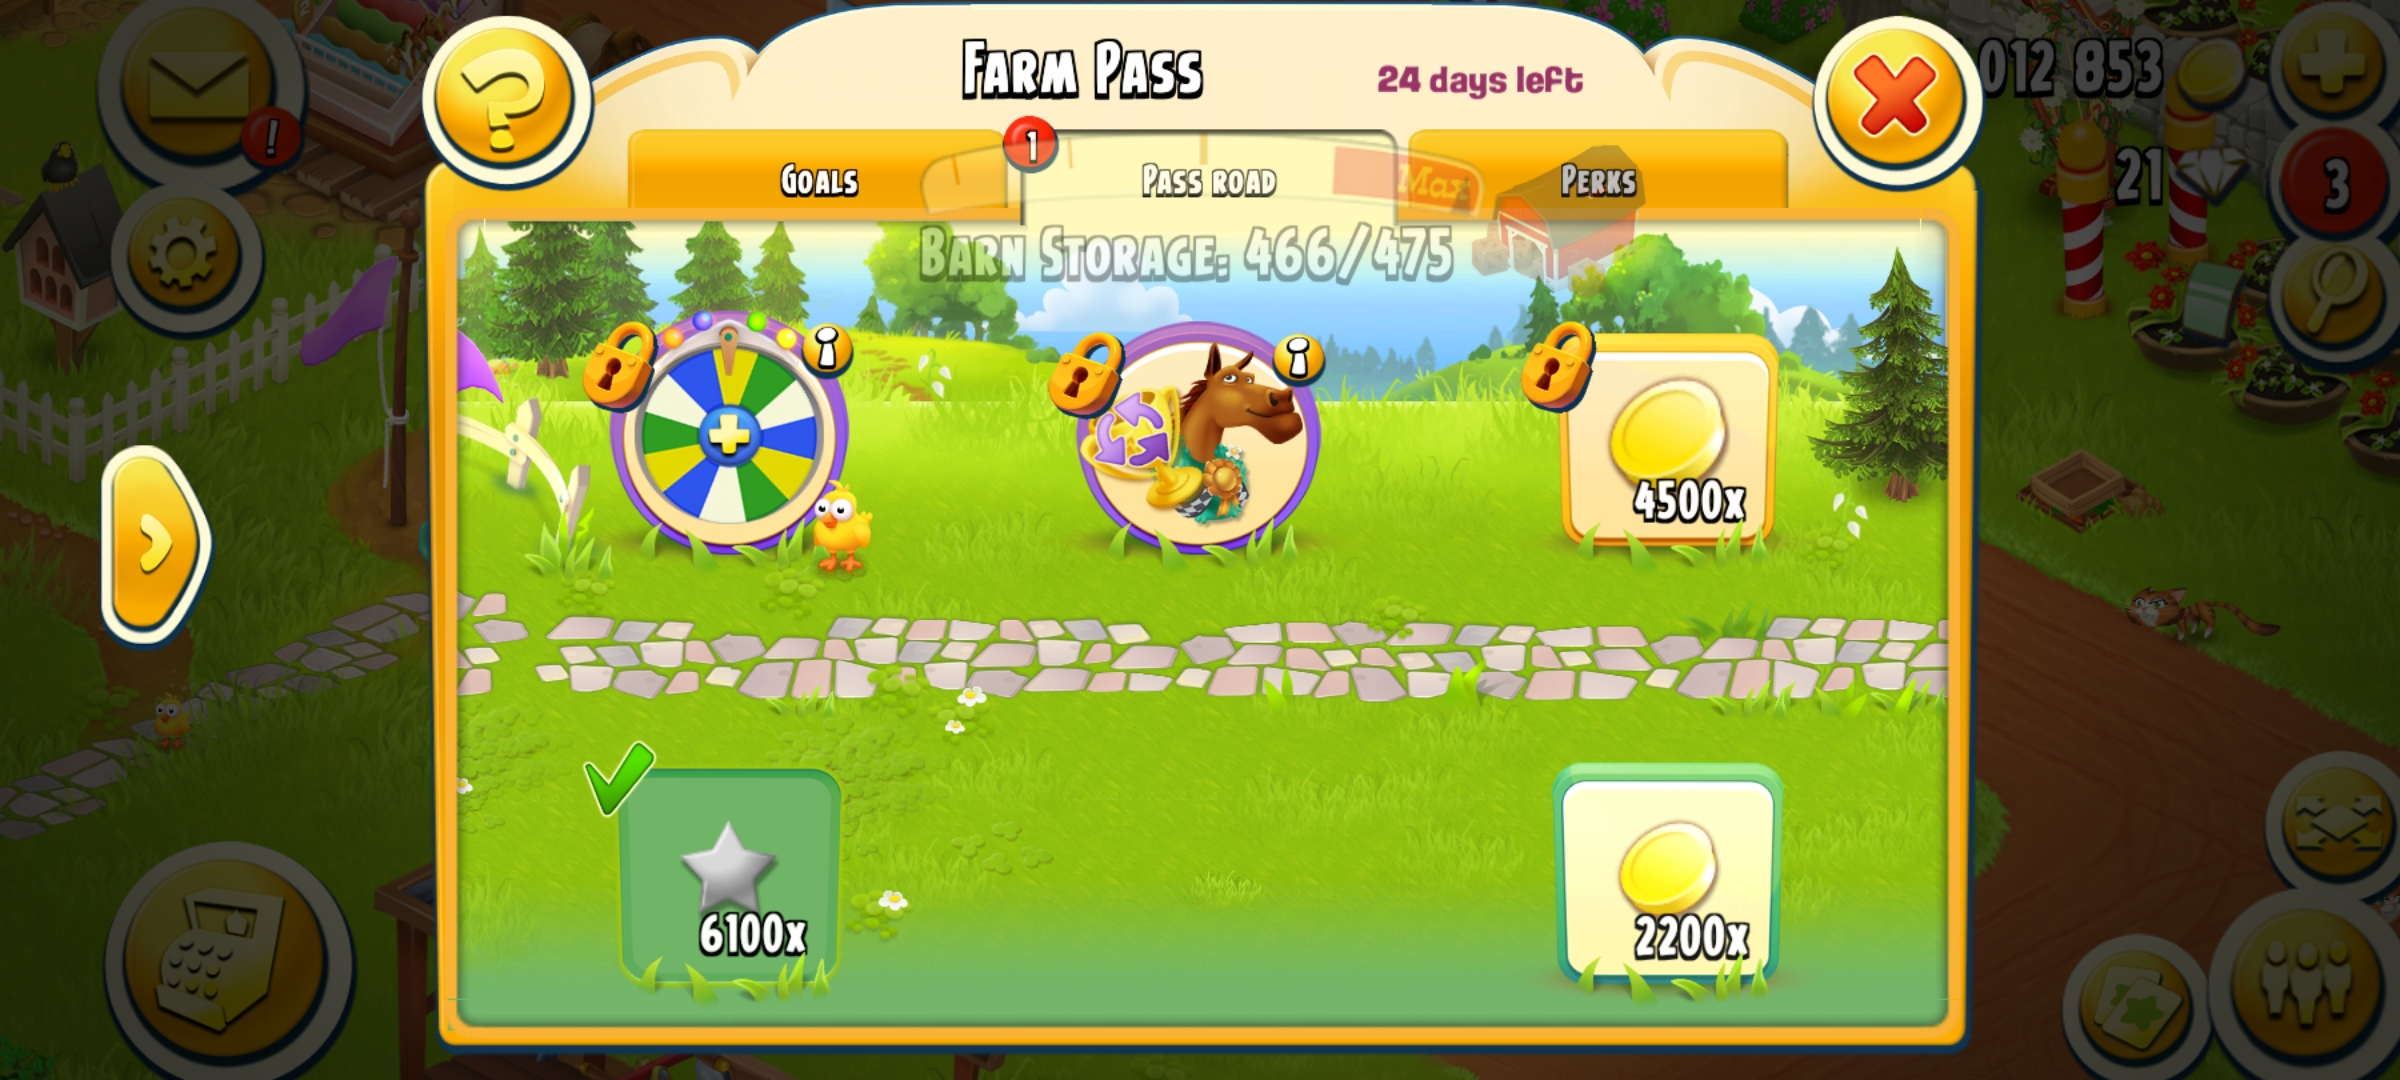 FARM PASS
24 days left
012 853
GOALS
1
PASS ROAD
Max
PERKS
21
3
!
BARN STORAGE: 466/475
i
i
4500x
6100x
2200x